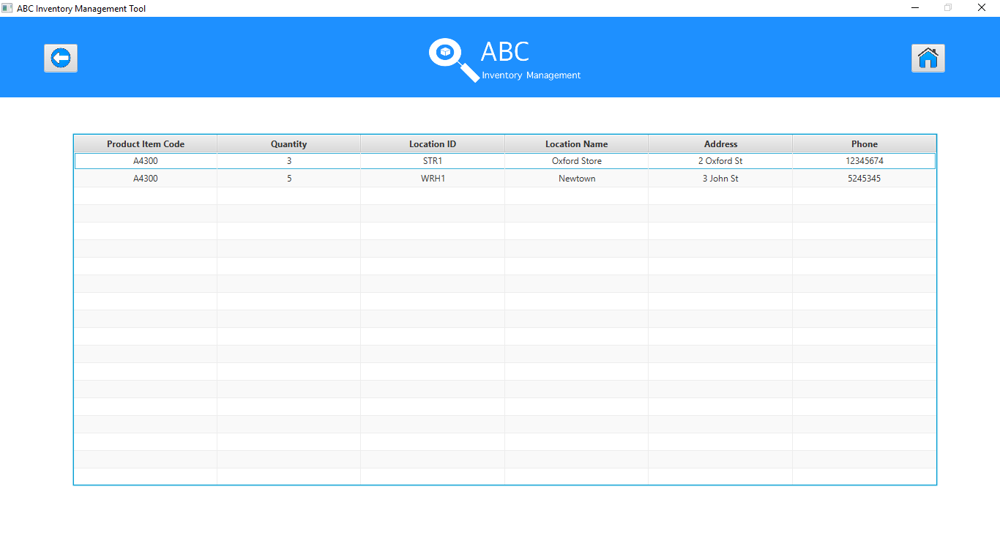 ABC Inventory Management Tool
ABC
Inventory Management
Product Item Code Quantity Location ID Location Name Address Phone
A4300 3 STR1 Oxford Store 2 Oxford St 12345674
A4300 5 WRH1 Newtown 3 John St 5245345